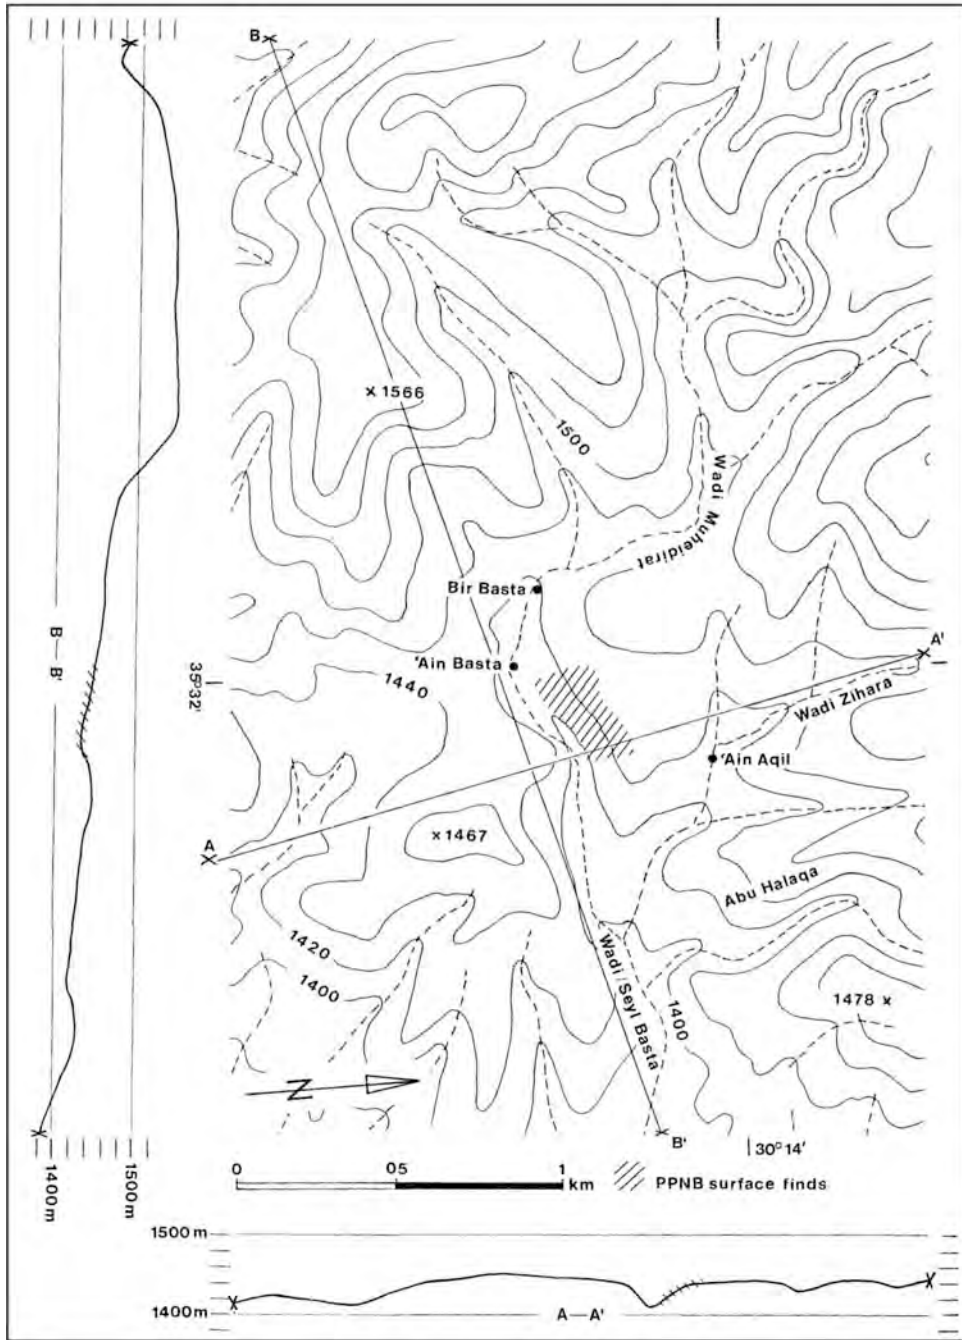 B
× 1566
1500
Wadi Muheidirat
Bir Basta
'Ain Basta
A'
35°32'
1440
Wadi Zihara
'Ain Aqil
A
× 1467
Abu Halaqa
1420
1400
Wadi/Seyl Basta
1400
1478 ×
N
B'
30°14'
0 05 1
km
PPNB surface finds
B—B'
1400m
1500m
1500m
1400m
A—A'